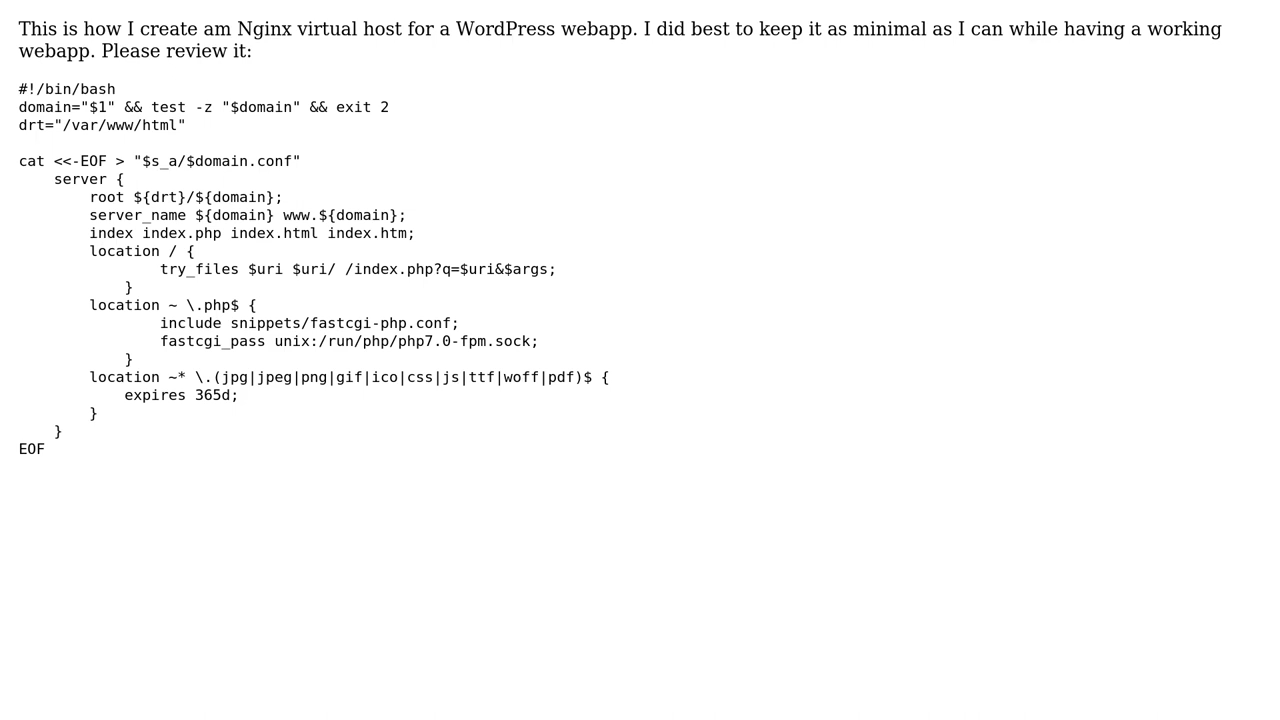 This is how I create am Nginx virtual host for a WordPress webapp. I did best to keep it as minimal as I can while having a working
webapp. Please review it:
#!/bin/bash
domain="$1" && test -z "$domain" && exit 2
drt="/var/www/html"
cat <<-EOF > "$s_a/$domain.conf"
    server {
        root ${drt}/${domain};
        server_name ${domain} www.${domain};
        index index.php index.html index.htm;
        location / {
                try_files $uri $uri/ /index.php?q=$uri&$args;
            }
        location ~ \.php$ {
                include snippets/fastcgi-php.conf;
                fastcgi_pass unix:/run/php/php7.0-fpm.sock;
            }
        location ~* \.(jpg|jpeg|png|gif|ico|css|js|ttf|woff|pdf)$ {
            expires 365d;
        }
    }
EOF